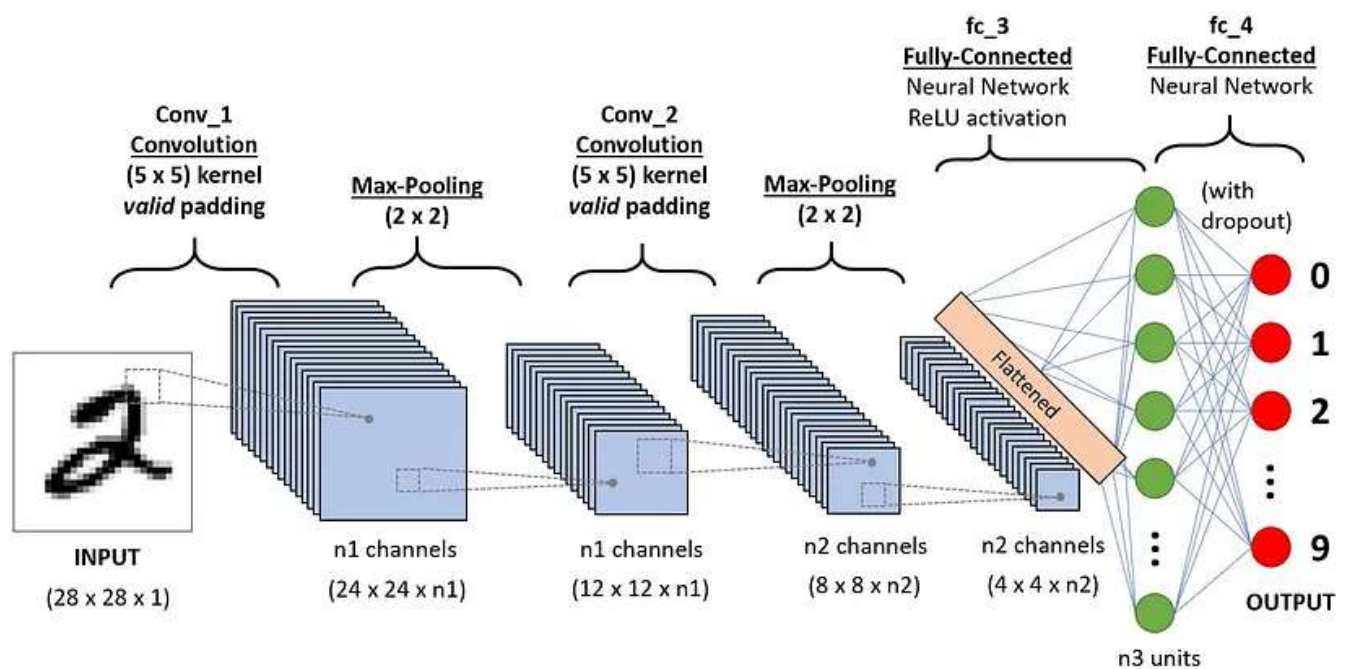 Conv_1
Convolution
(5 x 5) kernel
valid padding
Max-Pooling
(2 x 2)
Conv_2
Convolution
(5 x 5) kernel
valid padding
Max-Pooling
(2 x 2)
fc_3
Fully-Connected
Neural Network
ReLU activation
fc_4
Fully-Connected
Neural Network
(with
dropout)
Flattened
0
1
2
9
OUTPUT
INPUT
(28 x 28 x 1)
n1 channels
(24 x 24 x n1)
n1 channels
(12 x 12 x n1)
n2 channels
(8 x 8 x n2)
n2 channels
(4 x 4 x n2)
n3 units
2